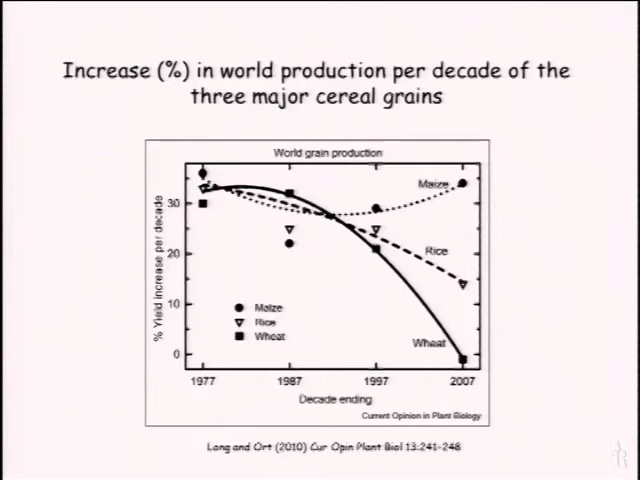 Increase (%) in world production per decade of the
three major cereal grains
World grain production
% Yield increase per decade
30
20
10
0
Maize
Rice
Wheat
Maize
Rice
Wheat
1977 1987 1997 2007
Decade ending
Current Opinion in Plant Biology
Long and Ort (2010) Cur Opin Plant Biol 13:241-248